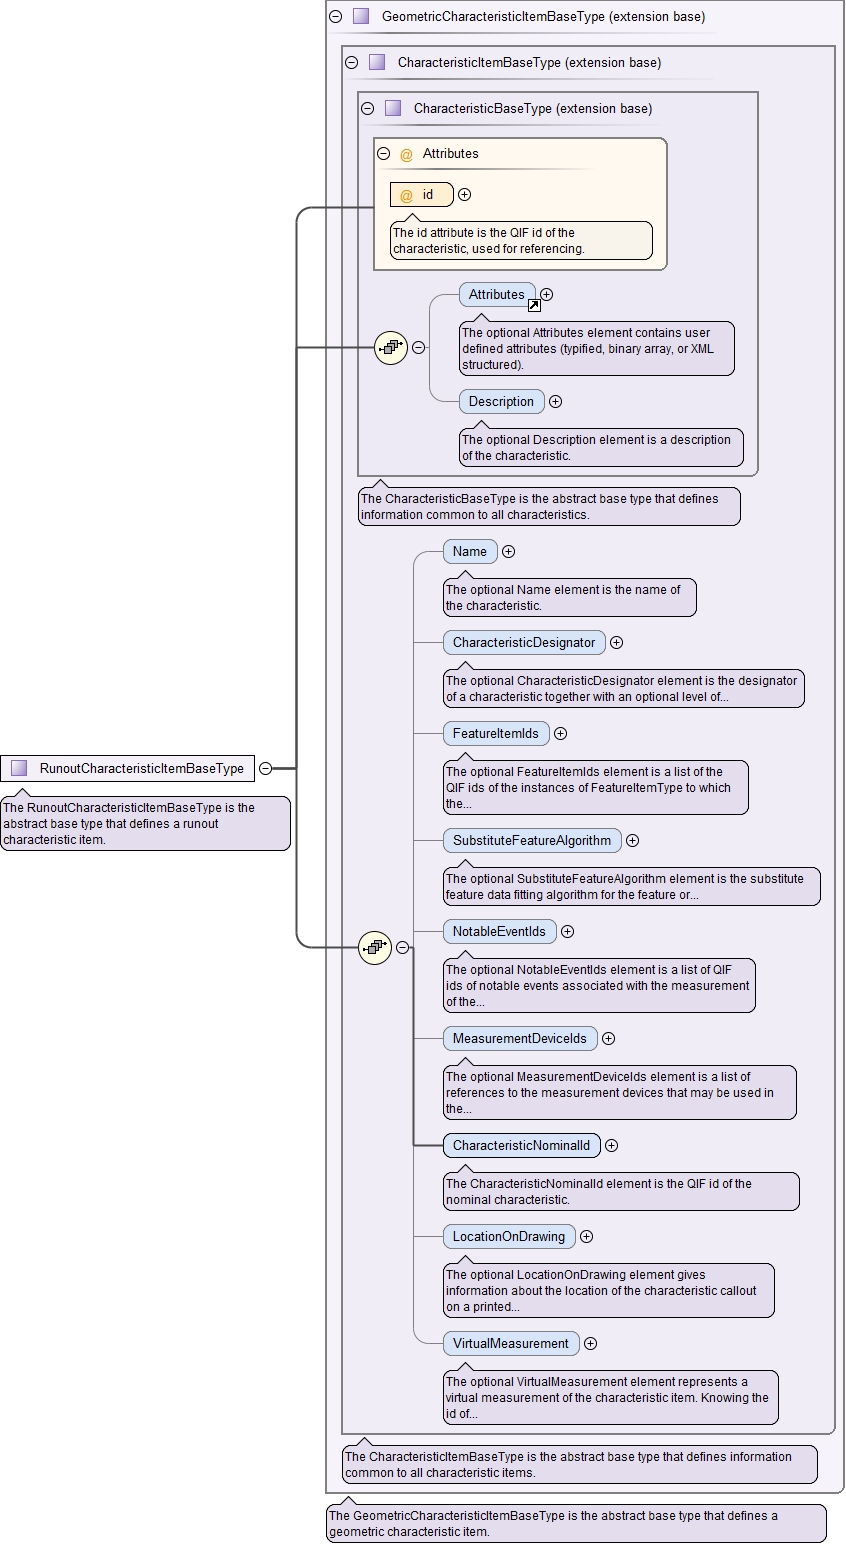 GeometricCharacteristicItemBaseType (extension base)
CharacteristicItemBaseType (extension base)
CharacteristicBaseType (extension base)
@ Attributes
@ id
The id attribute is the QIF id of the
characteristic, used for referencing.
Attributes
The optional Attributes element contains user
defined attributes (typified, binary array, or XML
structured).
Description
The optional Description element is a description
of the characteristic.
The CharacteristicBaseType is the abstract base type that defines
information common to all characteristics.
Name
The optional Name element is the name of
the characteristic.
CharacteristicDesignator
The optional CharacteristicDesignator element is the designator
of a characteristic together with an optional level of...
FeatureItemIds
The optional FeatureItemIds element is a list of the
QIF ids of the instances of FeatureItemType to which
the...
RunoutCharacteristicItemBaseType
The RunoutCharacteristicItemBaseType is the
abstract base type that defines a runout
characteristic item.
SubstituteFeatureAlgorithm
The optional SubstituteFeatureAlgorithm element is the substitute
feature data fitting algorithm for the feature or...
NotableEventIds
The optional NotableEventIds element is a list of QIF
ids of notable events associated with the measurement
of the...
MeasurementDeviceIds
The optional MeasurementDeviceIds element is a list of
references to the measurement devices that may be used in
the...
CharacteristicNominalId
The CharacteristicNominalId element is the QIF id of the
nominal characteristic.
LocationOnDrawing
The optional LocationOnDrawing element gives
information about the location of the characteristic callout
on a printed...
VirtualMeasurement
The optional VirtualMeasurement element represents a
virtual measurement of the characteristic item. Knowing the
id of...
The CharacteristicItemBaseType is the abstract base type that defines information
common to all characteristic items.
The GeometricCharacteristicItemBaseType is the abstract base type that defines a
geometric characteristic item.